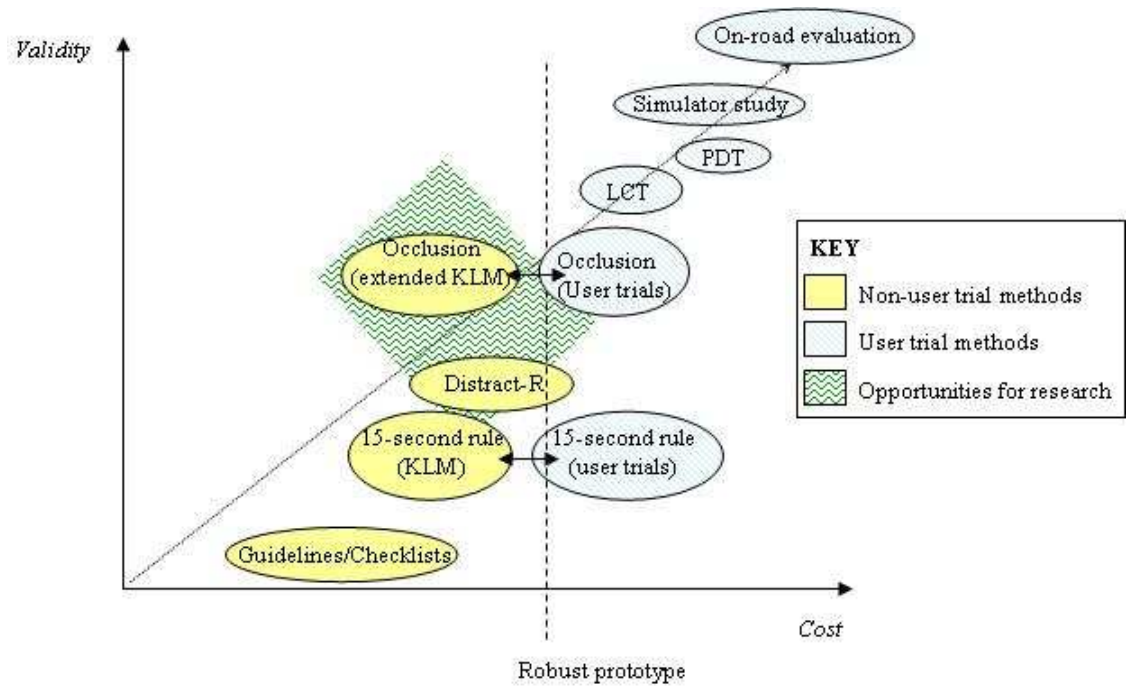 Validity
On-road evaluation
Simulator study
PDT
LCT
Occlusion
(extended KLM)
Occlusion
(User trials)
Distract-R
15-second rule
(KLM)
15-second rule
(user trials)
Guidelines/Checklists
KEY
Non-user trial methods
User trial methods
Opportunities for research
Cost
Robust prototype